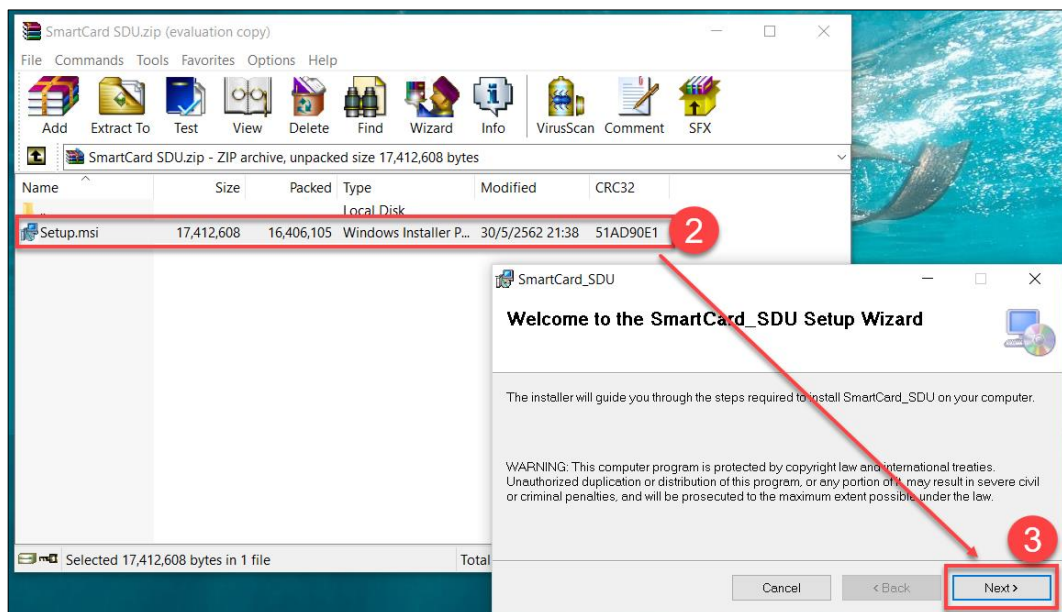 SmartCard SDU.zip (evaluation copy)
File Commands Tools Favorites Options Help
Add Extract To Test View Delete Find Wizard Info VirusScan Comment SFX
SmartCard SDU.zip - ZIP archive, unpacked size 17,412,608 bytes
Name Size Packed Type Modified CRC32
.. Local Disk
Setup.msi 17,412,608 16,406,105 Windows Installer P... 30/5/2562 21:38 51AD90E1
2
SmartCard_SDU
Welcome to the SmartCard_SDU Setup Wizard
The installer will guide you through the steps required to install SmartCard_SDU on your computer.
WARNING: This computer program is protected by copyright law and international treaties.
Unauthorized duplication or distribution of this program, or any portion of it, may result in severe civil
or criminal penalties, and will be prosecuted to the maximum extent possible under the law.
3
Selected 17,412,608 bytes in 1 file Total
Cancel < Back Next >